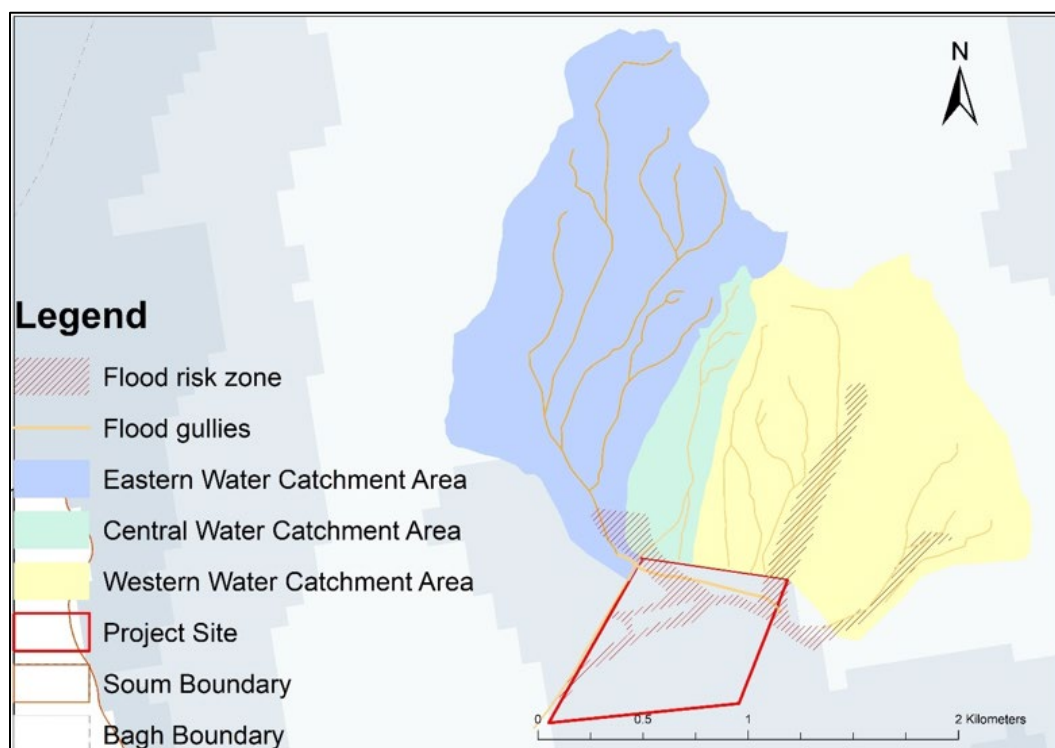 N
Legend
Flood risk zone
Flood gullies
Eastern Water Catchment Area
Central Water Catchment Area
Western Water Catchment Area
Project Site
Soum Boundary
Bagh Boundary
0 0.5 1 2 Kilometers